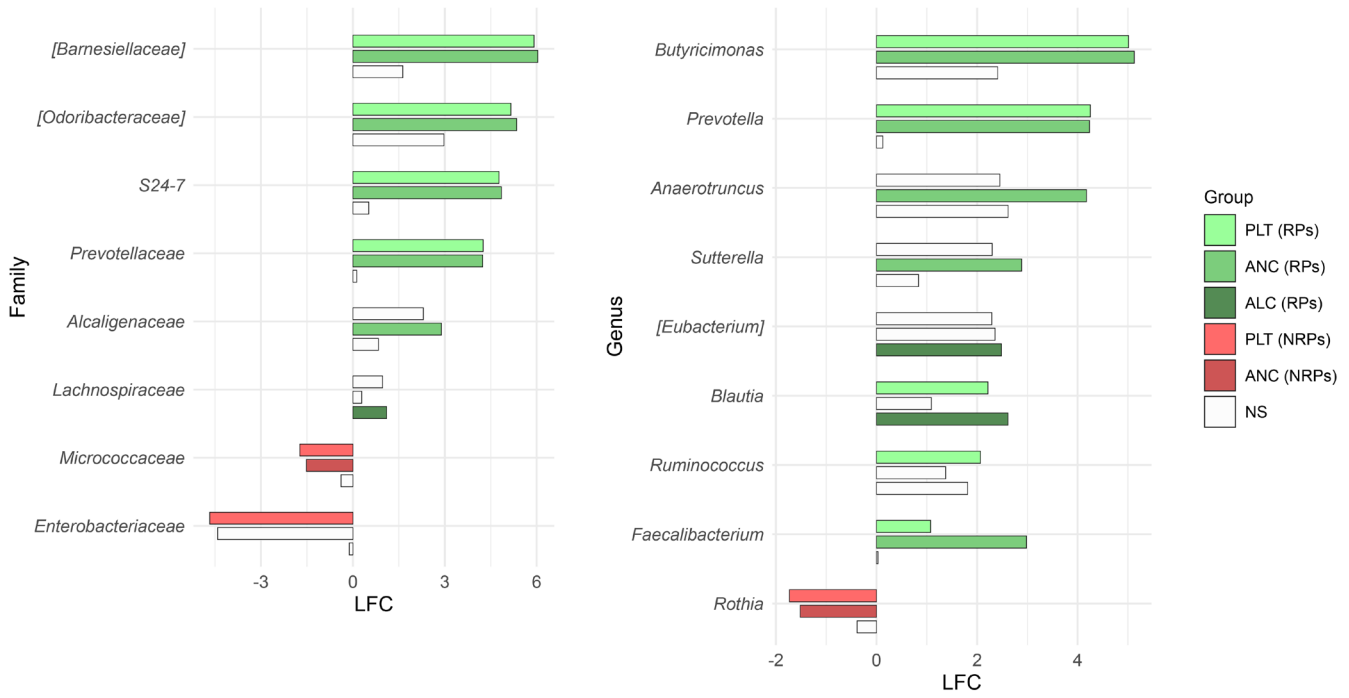 Family
[Barnesiellaceae]
[Odoribacteraceae]
S24-7
Prevotellaceae
Alcaligenaceae
Lachnospiraceae
Micrococcaceae
Enterobacteriaceae
-3 0 3 6
LFC
Genus
Butyricimonas
Prevotella
Anaerotruncus
Sutterella
[Eubacterium]
Blautia
Ruminococcus
Faecalibacterium
Rothia
-2 0 2 4
LFC
Group
PLT (RPs)
ANC (RPs)
ALC (RPs)
PLT (NRPs)
ANC (NRPs)
NS